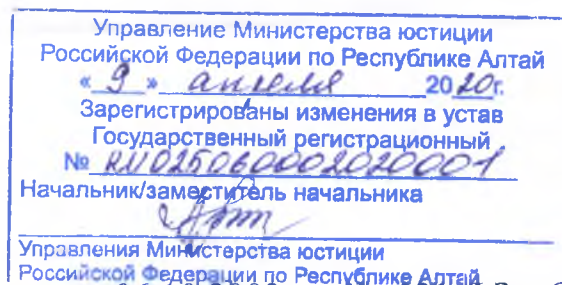 Управление Министерства юстиции
Российской Федерации по Республике Алтай
« 9 » апреля 2020г.
Зарегистрированы изменения в устав
Государственный регистрационный
№ RU025060002020001
Начальник/заместитель начальника
Управления Министерства юстиции
Российской Федерации по Республике Алтай